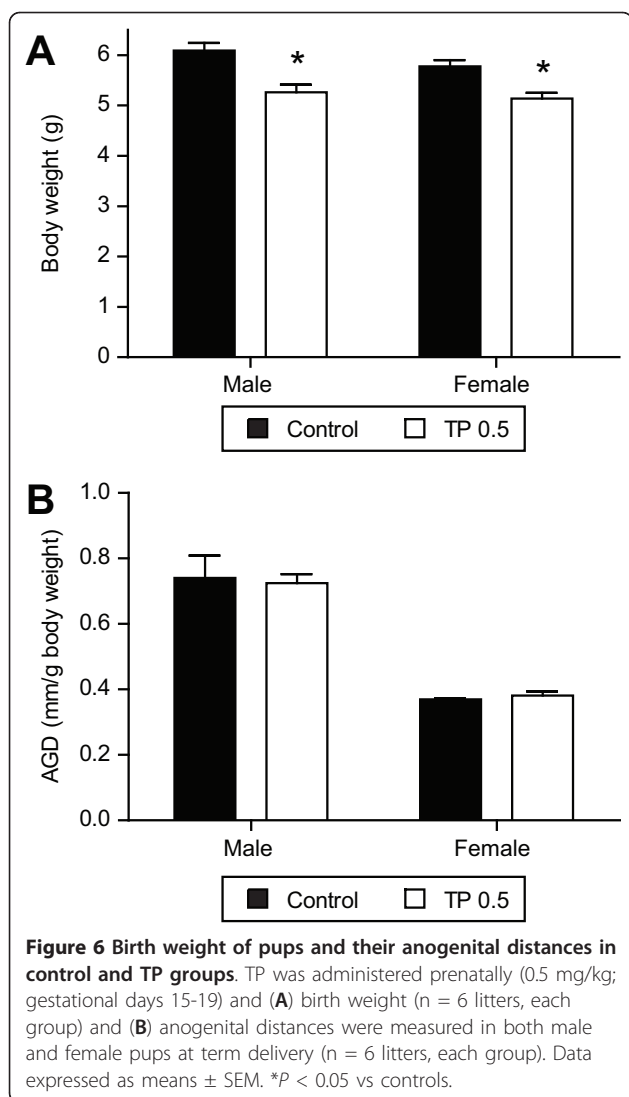 A
Body weight (g)
6
5
4
3
2
1
0
*
*
Male Female
Control TP 0.5
B
AGD (mm/g body weight)
1.0
0.8
0.6
0.4
0.2
0.0
Male Female
Control TP 0.5
Figure 6 Birth weight of pups and their anogenital distances in
control and TP groups. TP was administered prenatally (0.5 mg/kg;
gestational days 15-19) and (A) birth weight (n = 6 litters, each
group) and (B) anogenital distances were measured in both male
and female pups at term delivery (n = 6 litters, each group). Data
expressed as means ± SEM. *P < 0.05 vs controls.